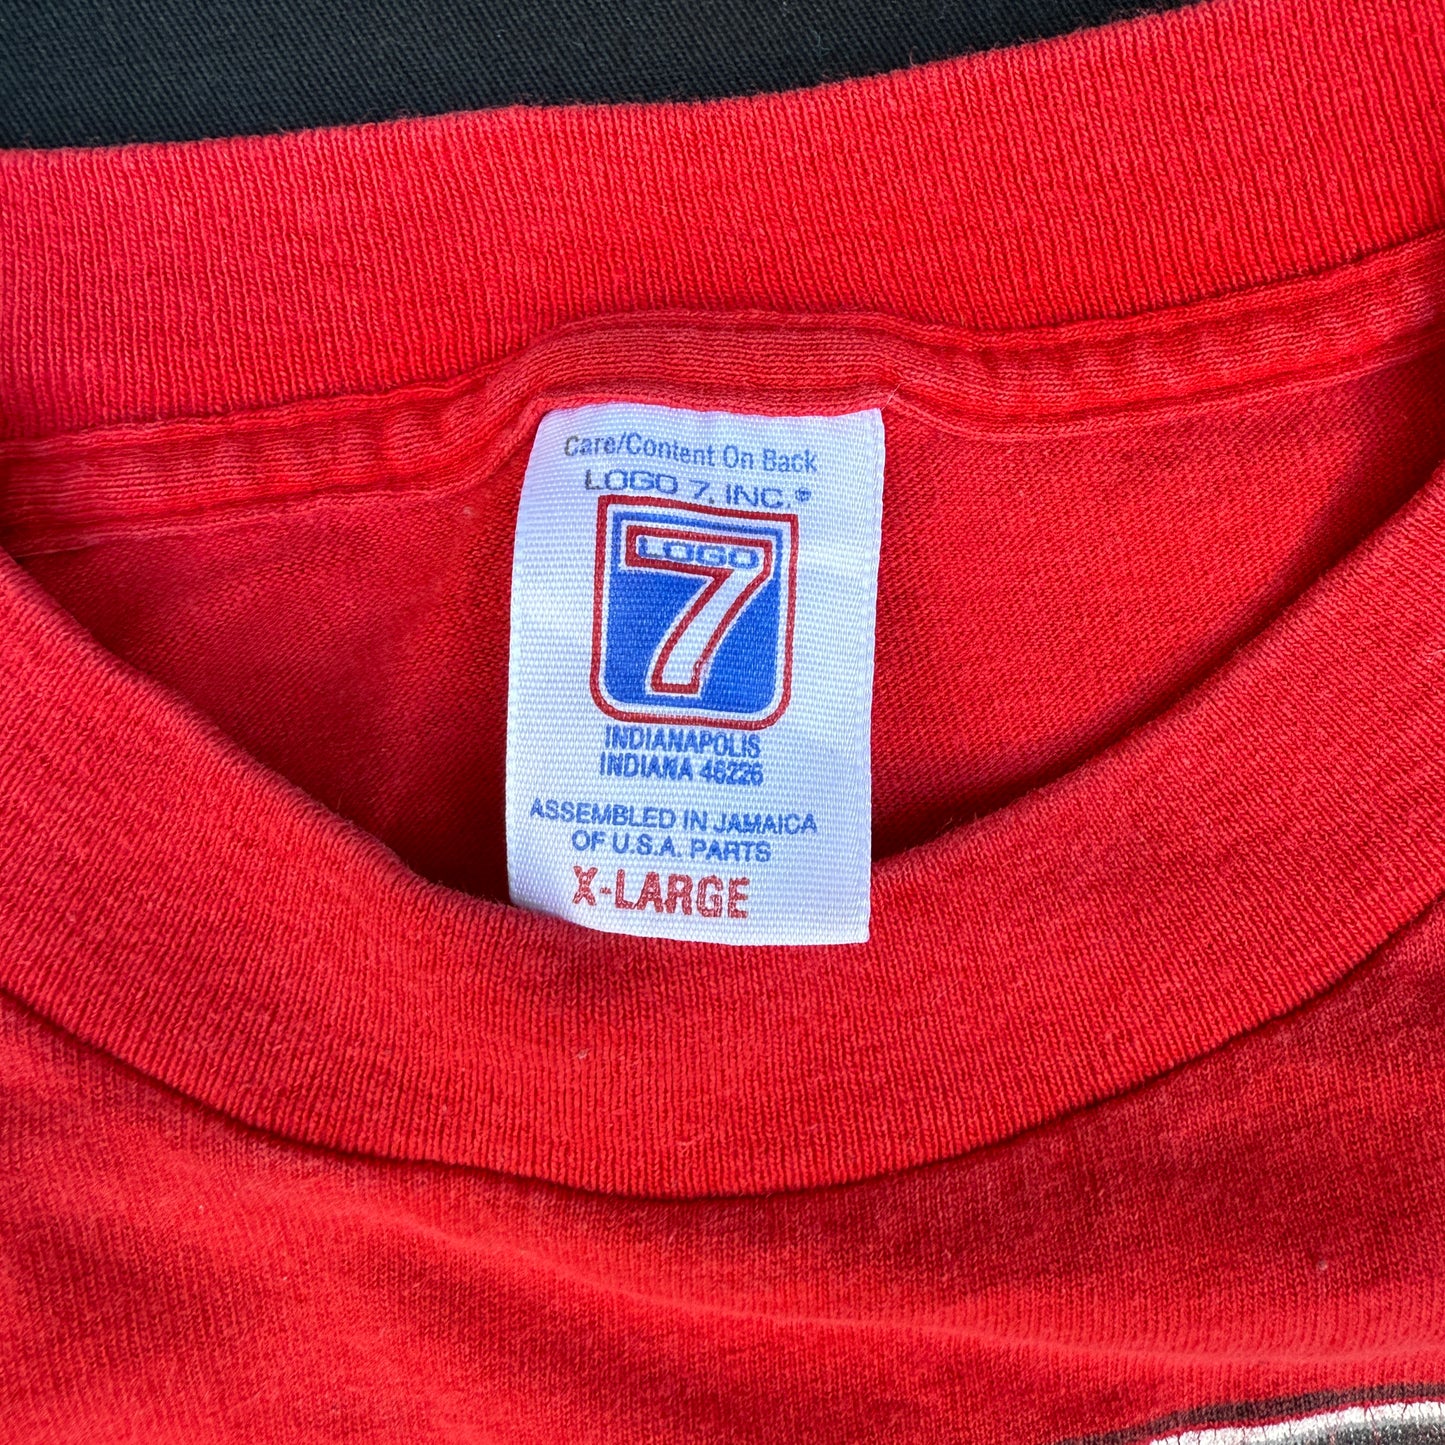 Care/Content On Back
LOGO 7, INC.®
LOGO
7
INDIANAPOLIS
INDIANA 46226
ASSEMBLED IN JAMAICA
OF U.S.A. PARTS
X-LARGE